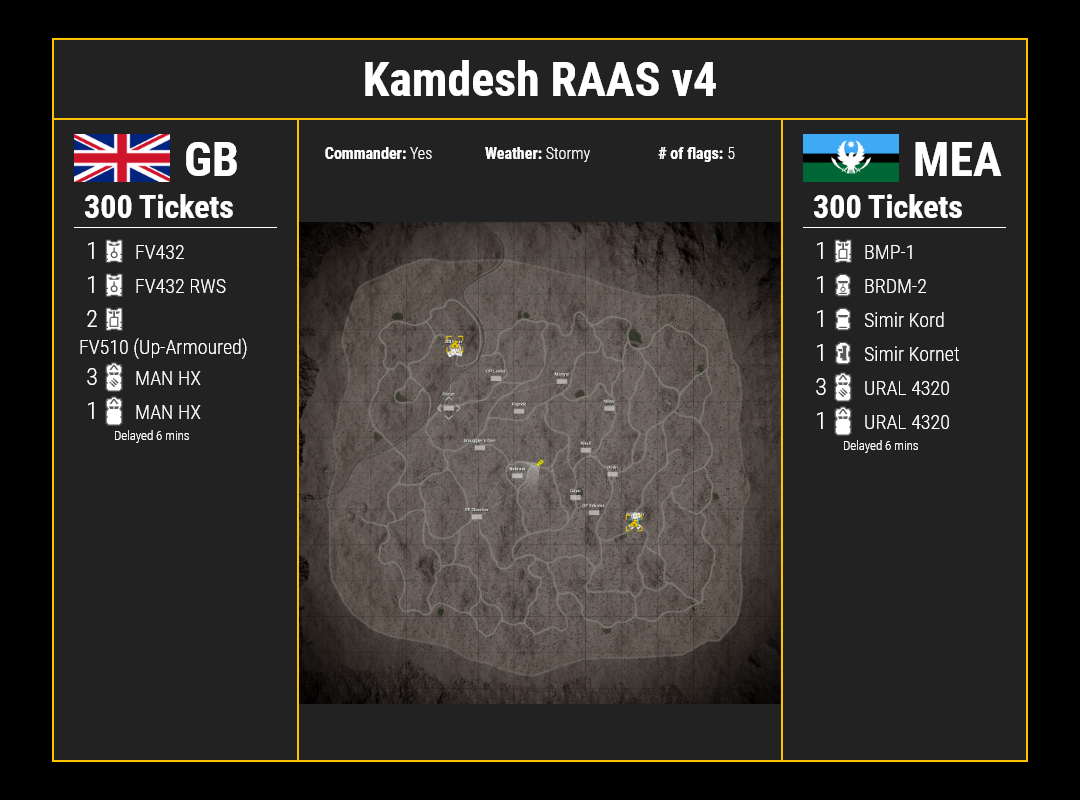 Kamdesh RAAS v4
GB
300 Tickets
1 FV432
1 FV432 RWS
2
FV510 (Up-Armoured)
3 MAN HX
1 MAN HX
Delayed 6 mins
Commander: Yes
Weather: Stormy
# of flags: 5
MEA
300 Tickets
1 BMP-1
1 BRDM-2
1 Simir Kord
1 Simir Kornet
3 URAL 4320
1 URAL 4320
Delayed 6 mins